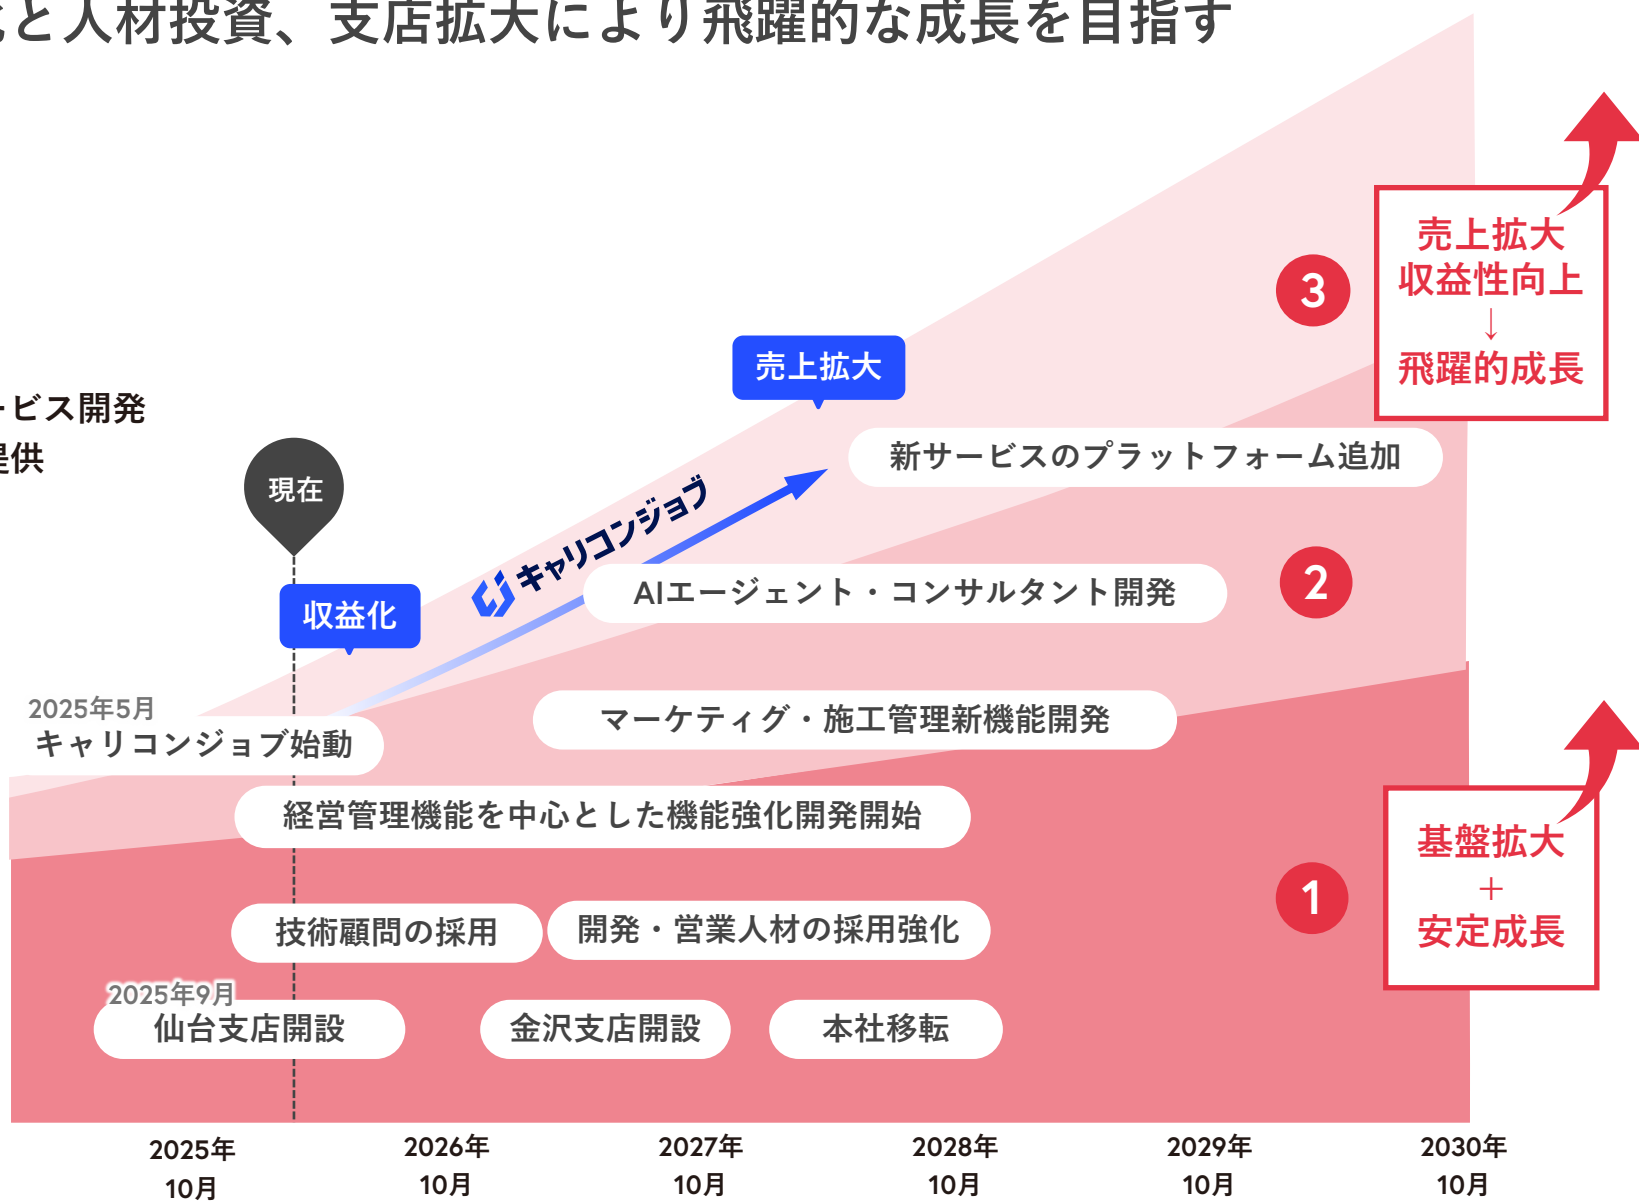 と人材投資、支店拡大により飛躍的な成長を目指す
ービス開発
提供
現在
収益化
売上拡大
キャリコンジョブ
3
売上拡大
収益性向上
↓
飛躍的成長
新サービスのプラットフォーム追加
AIエージェント・コンサルタント開発
2
2025年5月
キャリコンジョブ始動
マーケティグ・施工管理新機能開発
経営管理機能を中心とした機能強化開発開始
1
基盤拡大
＋
安定成長
技術顧問の採用
開発・営業人材の採用強化
2025年9月
仙台支店開設
金沢支店開設
本社移転
2025年
10月
2026年
10月
2027年
10月
2028年
10月
2029年
10月
2030年
10月